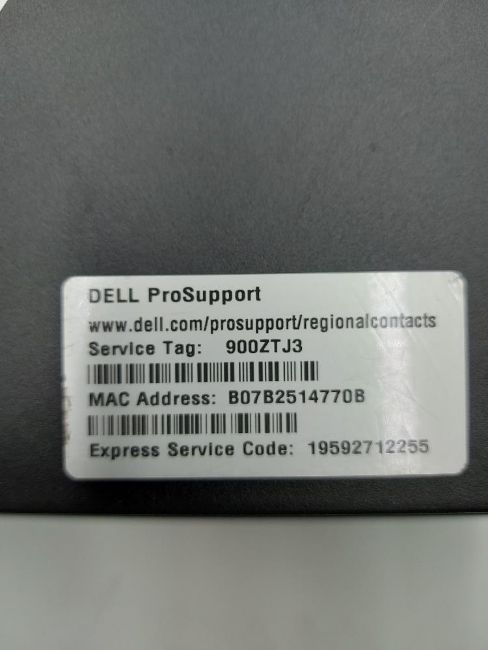 DELL ProSupport
www.dell.com/prosupport/regionalcontacts
Service Tag: 900ZTJ3
MAC Address: B07B2514770B
Express Service Code: 19592712255